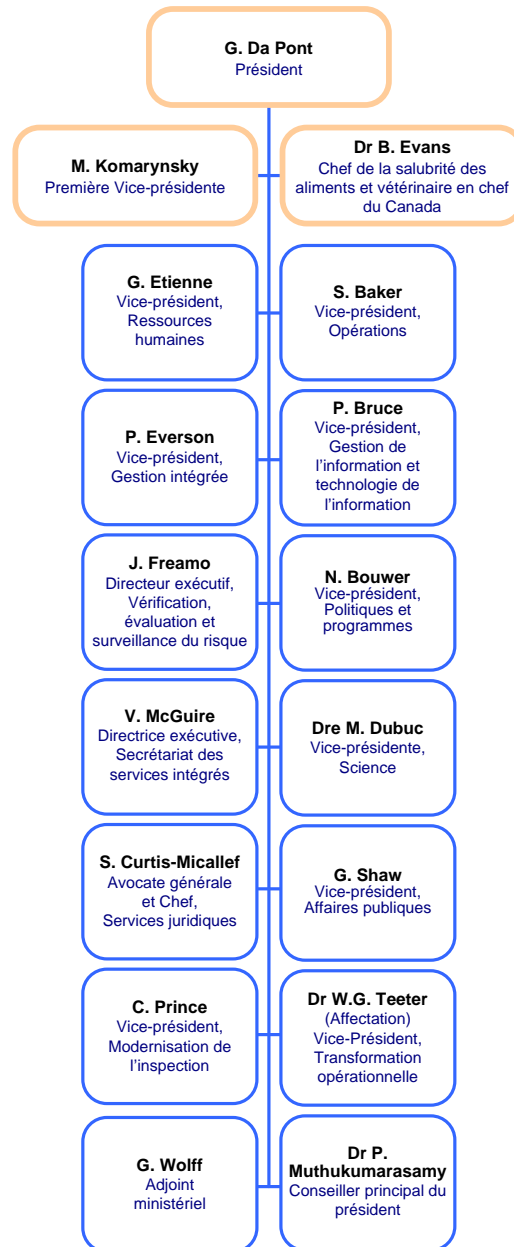 G. Da Pont
Président
M. Komarynsky
Première Vice-présidente
Dr B. Evans
Chef de la salubrité des
aliments et vétérinaire en chef
du Canada
G. Etienne
Vice-président,
Ressources
humaines
S. Baker
Vice-président,
Opérations
P. Everson
Vice-président,
Gestion intégrée
P. Bruce
Vice-président,
Gestion de
l'information et
technologie de
l'information
J. Freamo
Directeur exécutif,
Vérification,
évaluation et
surveillance du risque
N. Bouwer
Vice-président,
Politiques et
programmes
V. McGuire
Directrice exécutive,
Secrétariat des
services intégrés
Dre M. Dubuc
Vice-présidente,
Science
S. Curtis-Micallef
Avocate générale
et Chef,
Services juridiques
G. Shaw
Vice-président,
Affaires publiques
C. Prince
Vice-président,
Modernisation de
l'inspection
Dr W.G. Teeter
(Affectation)
Vice-Président,
Transformation
opérationnelle
G. Wolff
Adjoint
ministériel
Dr P.
Muthukumarasamy
Conseiller principal du
président